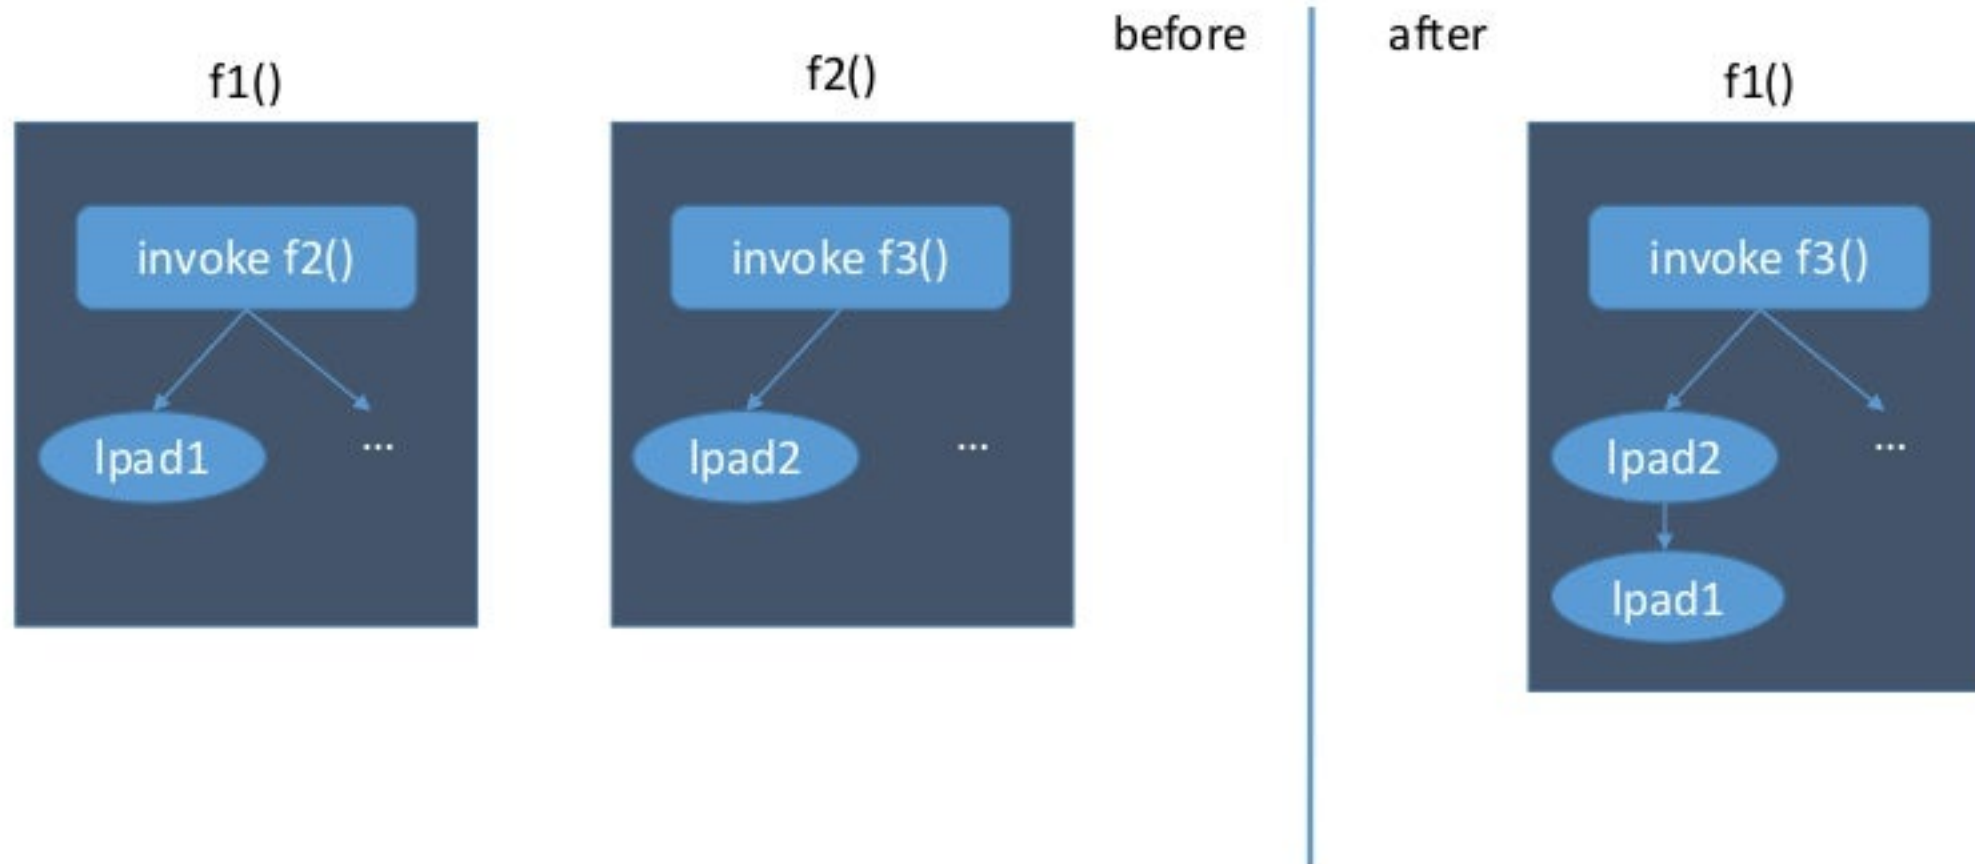 before
after
f1()
f2()
f1()
invoke f2()
invoke f3()
invoke f3()
lpad1
...
lpad2
...
lpad2
...
lpad1